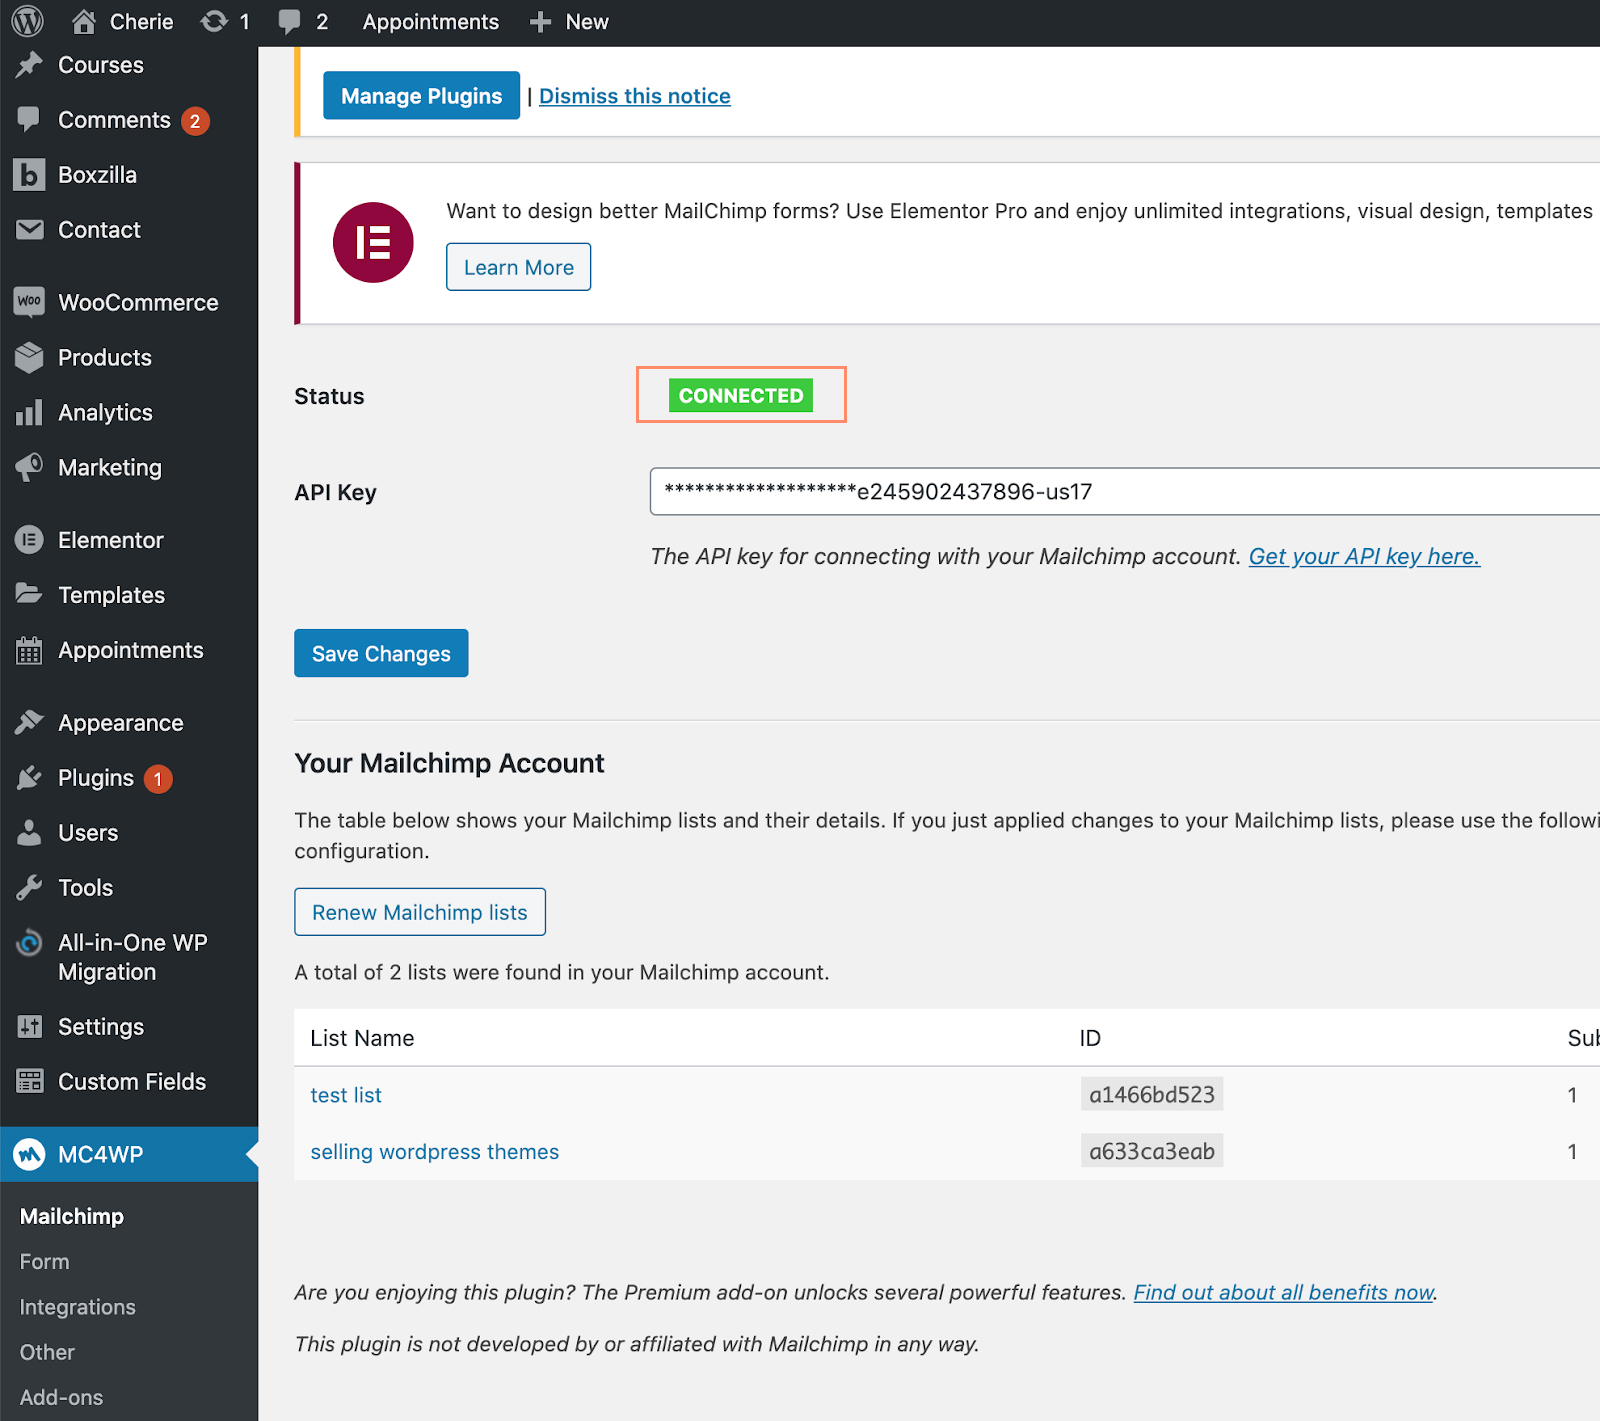 Cherie 1 2 Appointments New
Courses
Comments 2
Boxzilla
Contact
WooCommerce
Products
Analytics
Marketing
Elementor
Templates
Appointments
Appearance
Plugins 1
Users
Tools
All-in-One WP
Migration
Settings
Custom Fields
MC4WP
Mailchimp
Form
Integrations
Other
Add-ons
Manage Plugins | Dismiss this notice
Want to design better MailChimp forms? Use Elementor Pro and enjoy unlimited integrations, visual design, templates
Learn More
Status CONNECTED
API Key *******************e245902437896-us17
The API key for connecting with your Mailchimp account. Get your API key here.
Save Changes
Your Mailchimp Account
The table below shows your Mailchimp lists and their details. If you just applied changes to your Mailchimp lists, please use the followi
configuration.
Renew Mailchimp lists
A total of 2 lists were found in your Mailchimp account.
List Name ID Sub
test list a1466bd523 1
selling wordpress themes a633ca3eab 1
Are you enjoying this plugin? The Premium add-on unlocks several powerful features. Find out about all benefits now.
This plugin is not developed by or affiliated with Mailchimp in any way.